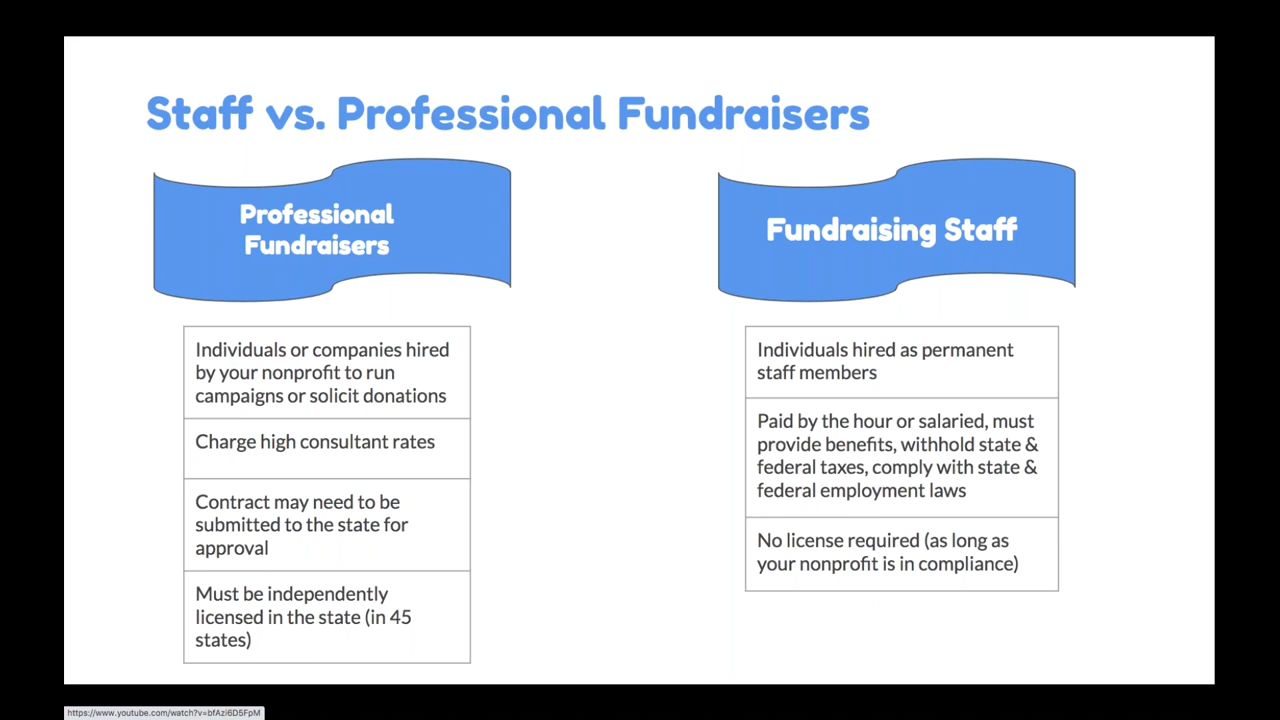 Staff vs. Professional Fundraisers
Professional
Fundraisers
Individuals or companies hired
by your nonprofit to run
campaigns or solicit donations
Charge high consultant rates
Contract may need to be
submitted to the state for
approval
Must be independently
licensed in the state (in 45
states)
Fundraising Staff
Individuals hired as permanent
staff members
Paid by the hour or salaried, must
provide benefits, withhold state &
federal taxes, comply with state &
federal employment laws
No license required (as long as
your nonprofit is in compliance)
https://www.youtube.com/watch?v=bfAzi6D5FpM